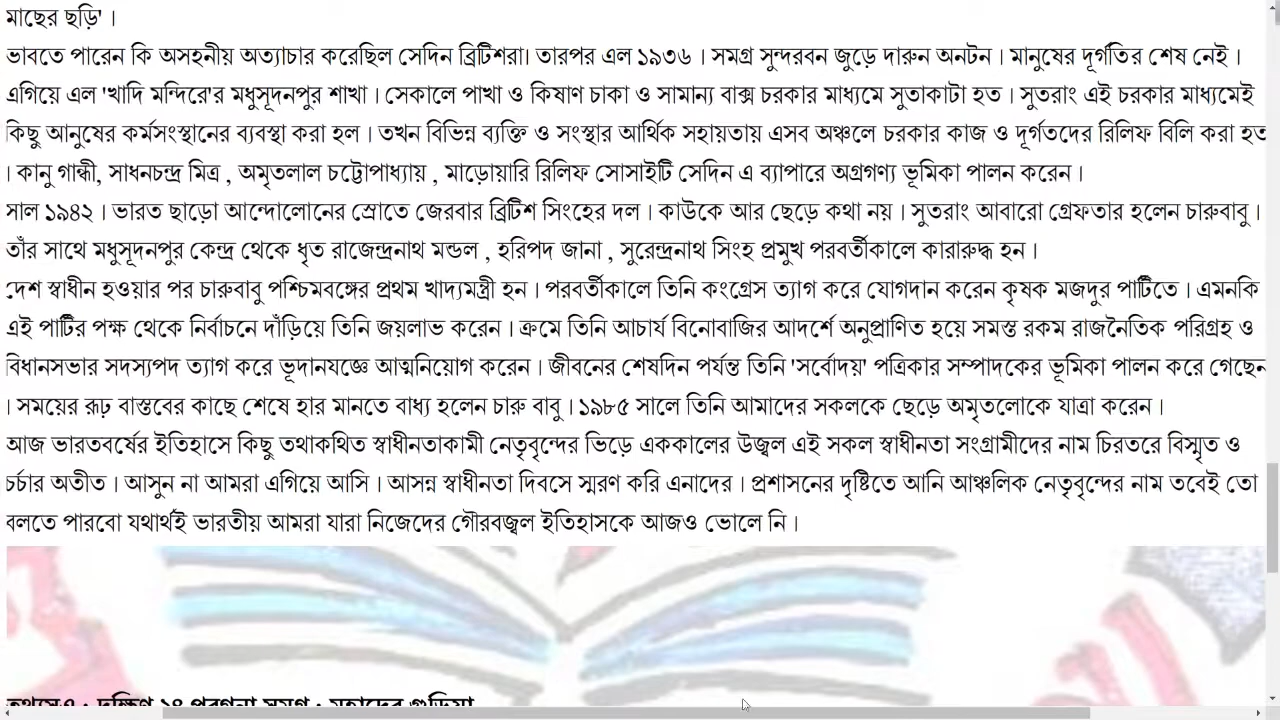 মাছের ছড়ি' ।
ভাবতে পারেন কি অসহনীয় অত্যাচার করেছিল সেদিন ব্রিটিশরা। তারপর এল ১৯৩৬ । সমগ্র সুন্দরবন জুড়ে দারুন অনটন । মানুষের দূর্গতির শেষ নেই ।
এগিয়ে এল 'খাদি মন্দিরে'র মধুসূদনপুর শাখা । সেকালে পাখা ও কিষাণ চাকা ও সামান্য বাক্স চরকার মাধ্যমে সুতাকাটা হত । সুতরাং এই চরকার মাধ্যমেই
কিছু আনুষের কর্মসংস্থানের ব্যবস্থা করা হল । তখন বিভিন্ন ব্যক্তি ও সংস্থার আর্থিক সহায়তায় এসব অঞ্চলে চরকার কাজ ও দূর্গতদের রিলিফ বিলি করা হত
। কানু গান্ধী, সাধনচন্দ্র মিত্র , অমৃতলাল চট্টোপাধ্যায় , মাড়োয়ারি রিলিফ সোসাইটি সেদিন এ ব্যাপারে অগ্রগণ্য ভূমিকা পালন করেন ।
সাল ১৯৪২ । ভারত ছাড়ো আন্দোলোনের স্রোতে জেরবার ব্রিটিশ সিংহের দল । কাউকে আর ছেড়ে কথা নয় । সুতরাং আবারো গ্রেফতার হলেন চারুবাবু ।
তাঁর সাথে মধুসূদনপুর কেন্দ্র থেকে ধৃত রাজেন্দ্রনাথ মন্ডল , হরিপদ জানা , সুরেন্দ্রনাথ সিংহ প্রমুখ পরবর্তীকালে কারারুদ্ধ হন ।
দেশ স্বাধীন হওয়ার পর চারুবাবু পশ্চিমবঙ্গের প্রথম খাদ্যমন্ত্রী হন । পরবর্তীকালে তিনি কংগ্রেস ত্যাগ করে যোগদান করেন কৃষক মজদুর পার্টিতে । এমনকি
এই পার্টির পক্ষ থেকে নির্বাচনে দাঁড়িয়ে তিনি জয়লাভ করেন । ক্রমে তিনি আচার্য বিনোবাজির আদর্শে অনুপ্রাণিত হয়ে সমস্ত রকম রাজনৈতিক পরিগ্রহ ও
বিধানসভার সদস্যপদ ত্যাগ করে ভূদানযজ্ঞে আত্মনিয়োগ করেন । জীবনের শেষদিন পর্যন্ত তিনি 'সর্বোদয়' পত্রিকার সম্পাদকের ভূমিকা পালন করে গেছেন
। সময়ের রূঢ় বাস্তবের কাছে শেষে হার মানতে বাধ্য হলেন চারু বাবু । ১৯৮৫ সালে তিনি আমাদের সকলকে ছেড়ে অমৃতলোকে যাত্রা করেন ।
আজ ভারতবর্ষের ইতিহাসে কিছু তথাকথিত স্বাধীনতাকামী নেতৃবৃন্দের ভিড়ে এককালের উজ্বল এই সকল স্বাধীনতা সংগ্রামীদের নাম চিরতরে বিস্মৃত ও
চর্চার অতীত । আসুন না আমরা এগিয়ে আসি । আসন্ন স্বাধীনতা দিবসে স্মরণ করি এনাদের । প্রশাসনের দৃষ্টিতে আনি আঞ্চলিক নেতৃবৃন্দের নাম তবেই তো
বলতে পারবো যথার্থই ভারতীয় আমরা যারা নিজেদের গৌরবজ্বল ইতিহাসকে আজও ভোলে নি ।